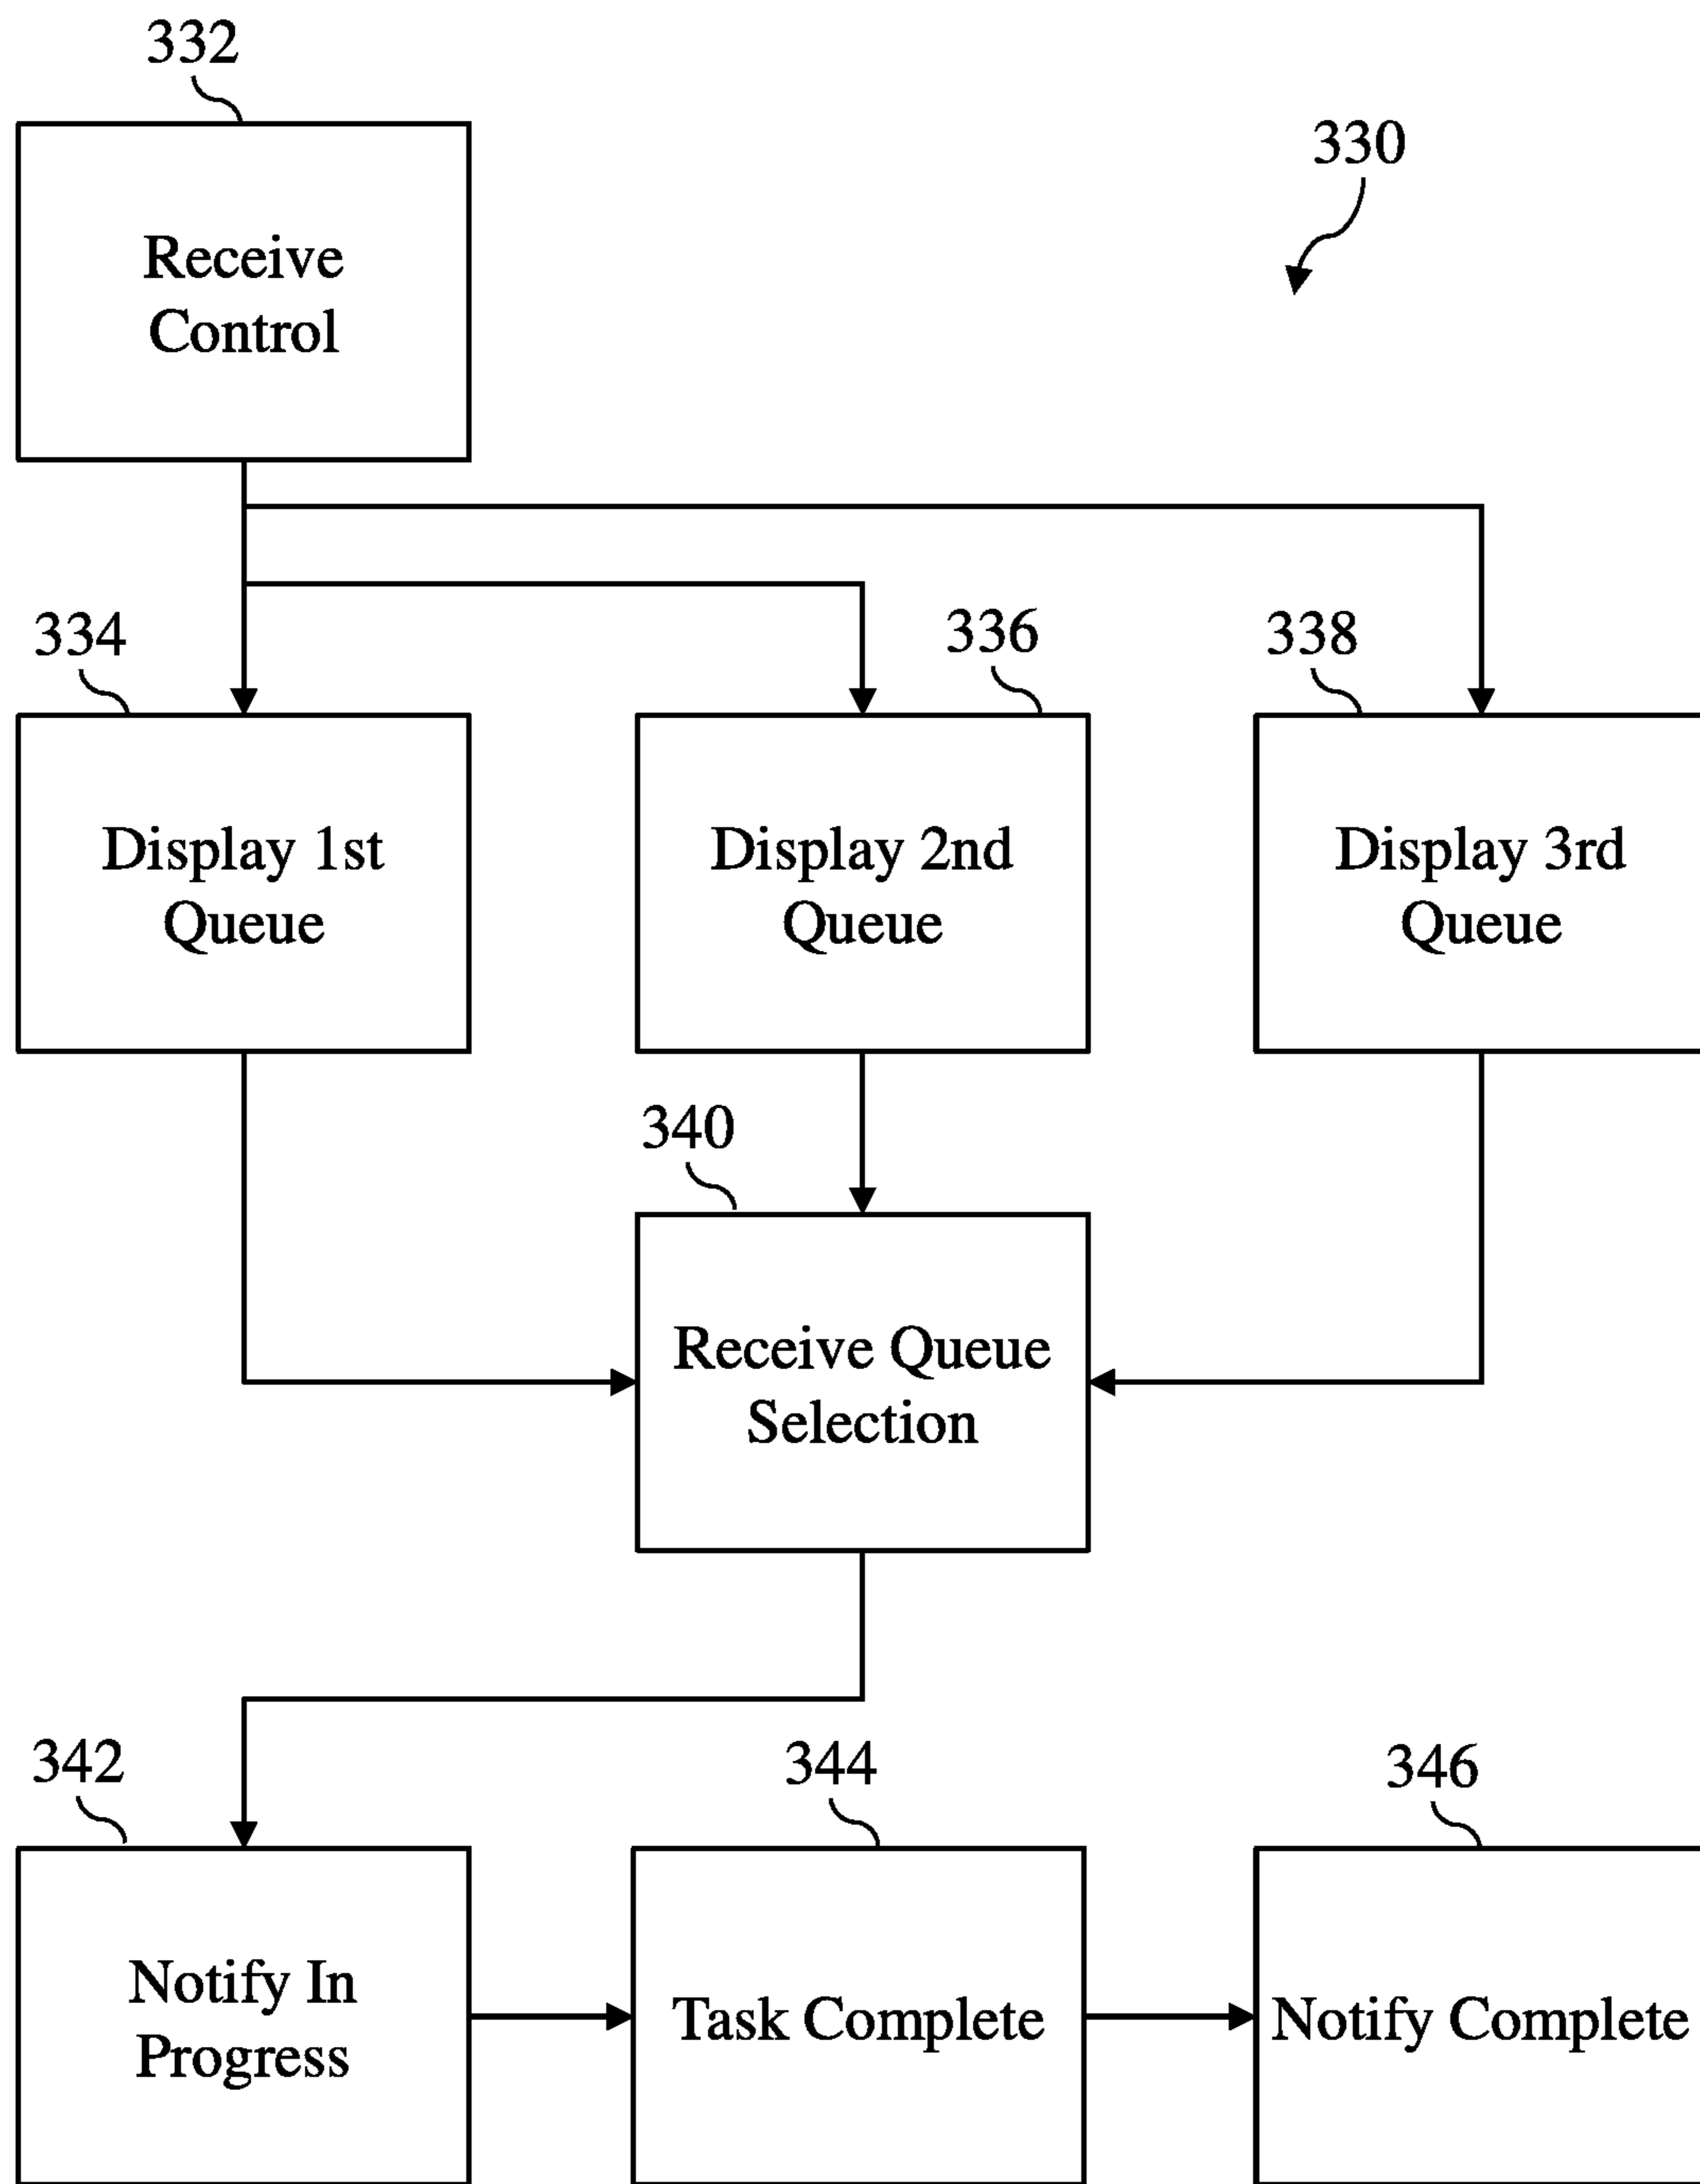 332
330
Receive
Control
334
336
338
Display 1st
Queue
Display 2nd
Queue
Display 3rd
Queue
340
Receive Queue
Selection
342
344
346
Notify In
Progress
Task Complete
Notify Complete